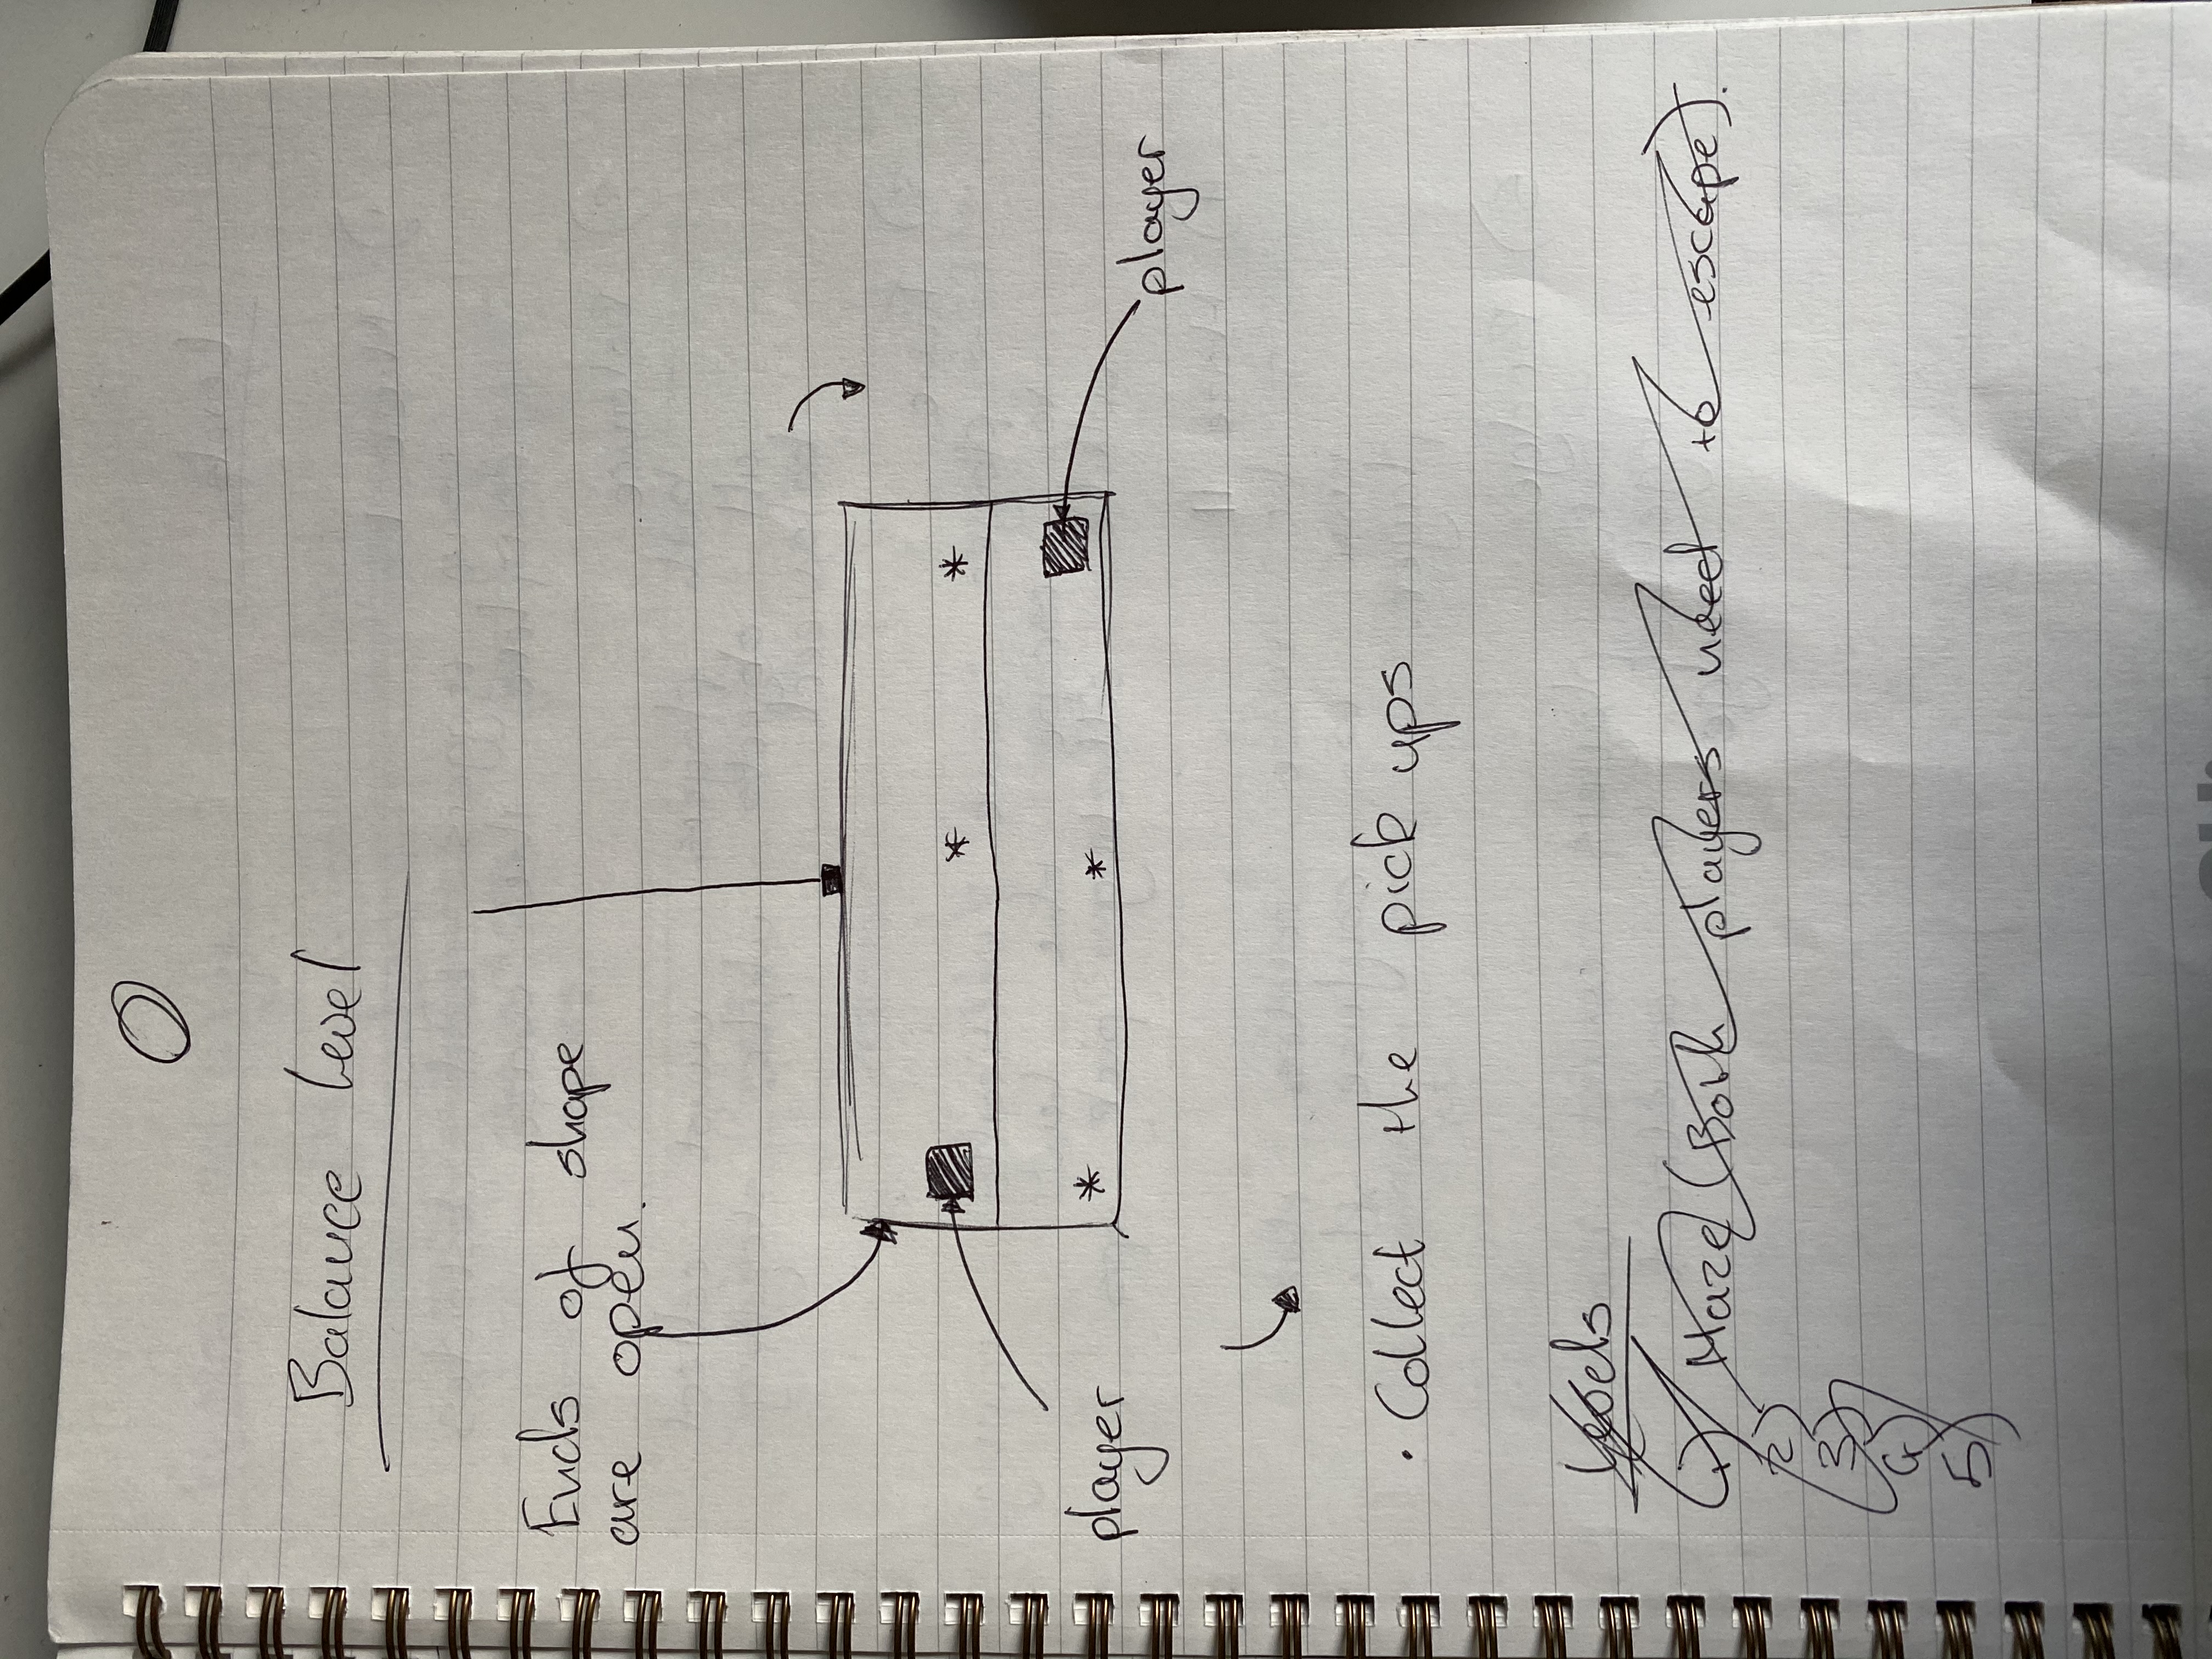 Balance level
Ends of shape
are open.
player
player
• Collect the pick ups
Levels
1) Maze (Both players need to escape).
2)
3)
4)
5)